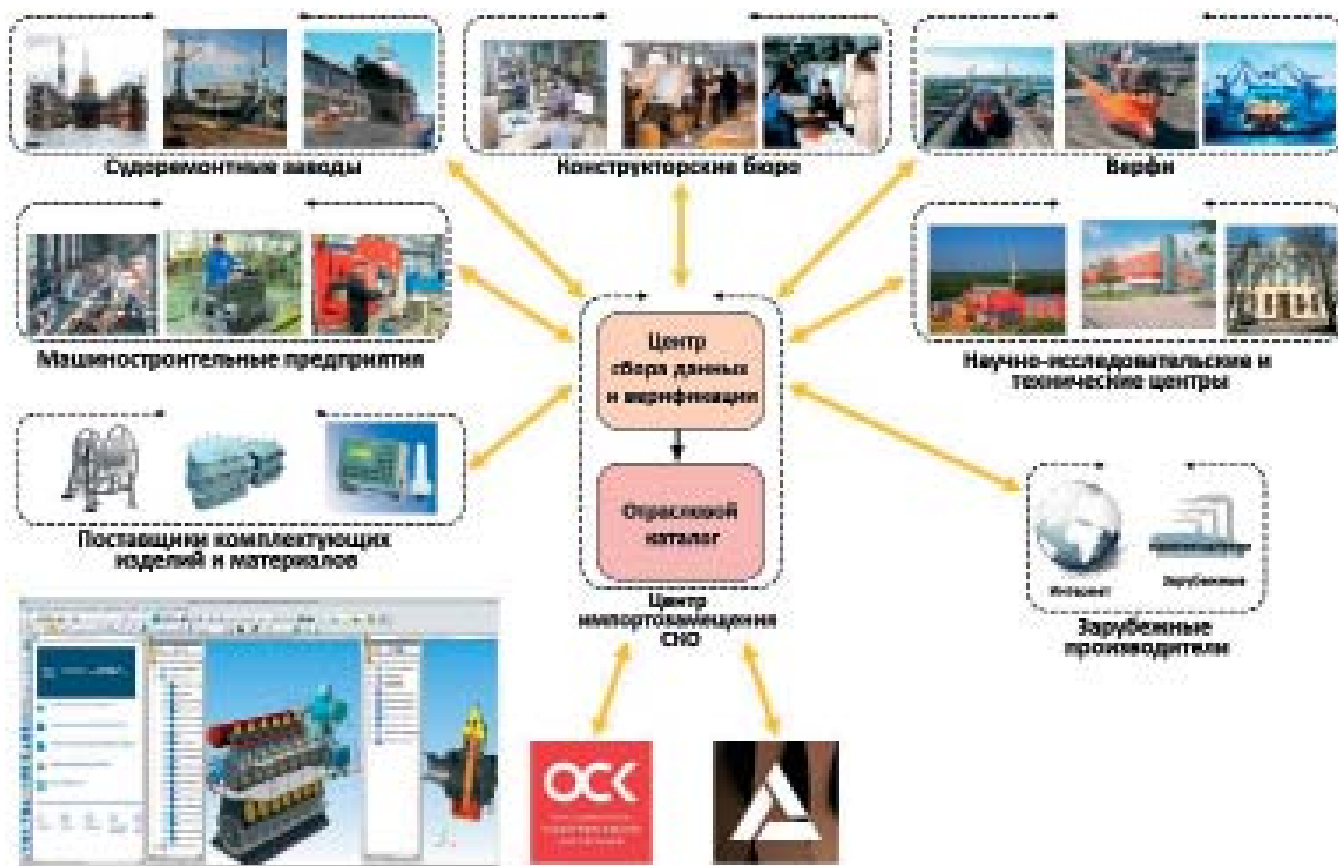 Судоремонтные заводы
Конструкторские бюро
Верфи
Машиностроительные предприятия
Центр
сбора данных
и верификации
Научно-исследовательские и
технические центры
Отраслевой
каталог
Поставщики комплектующих
изделий и материалов
Интернет
Зарубежные
Зарубежные
производители
Центр
импортозамещения
СНО
ОСК